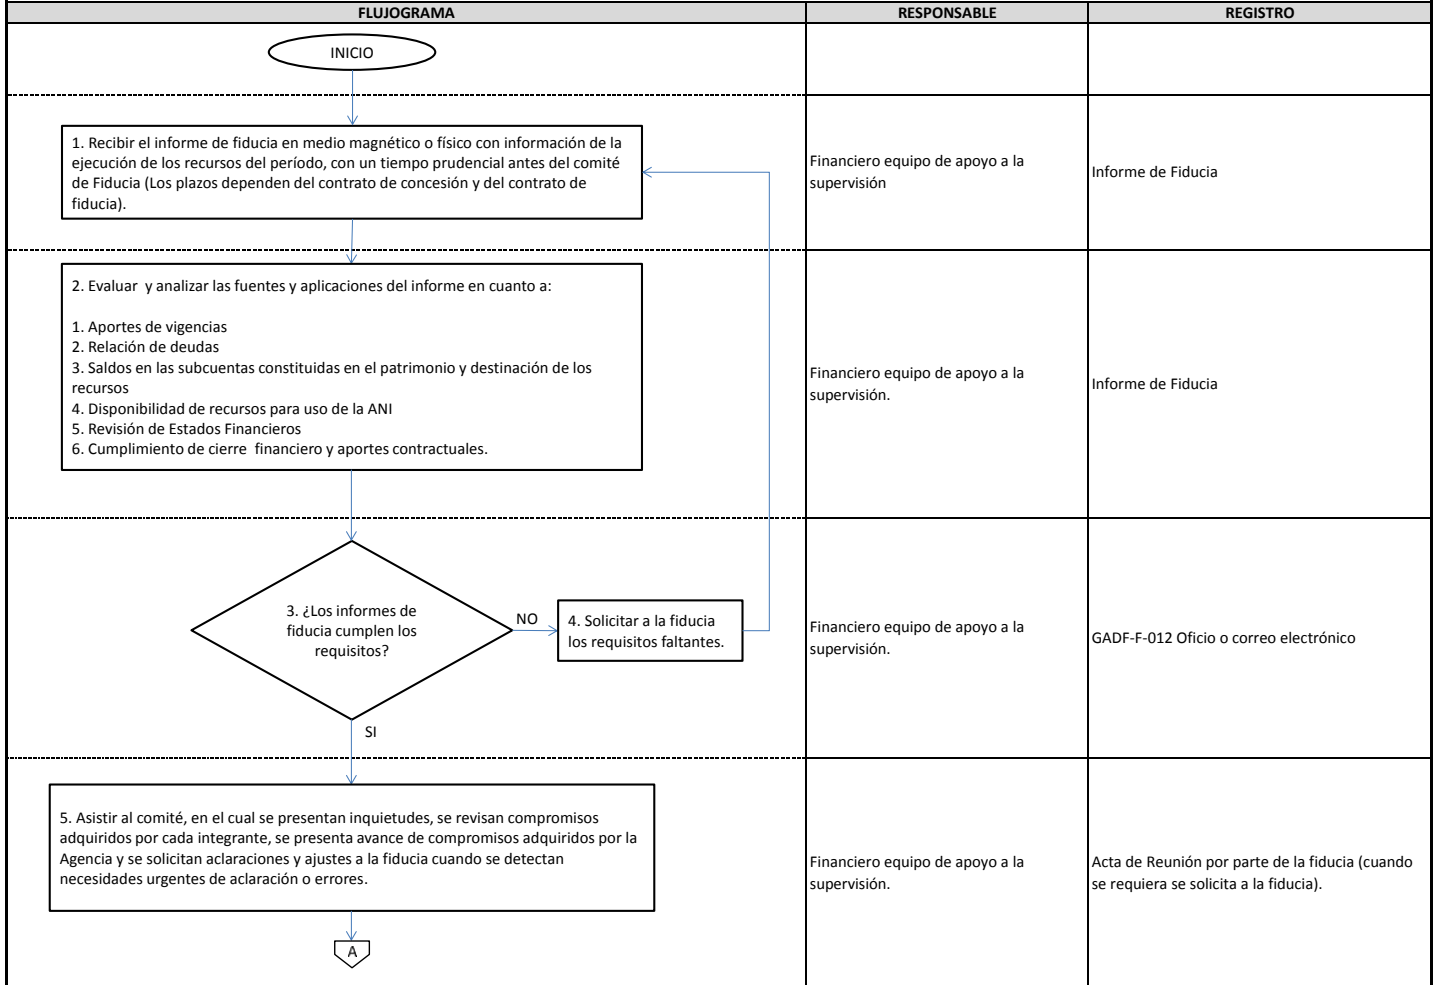 FLUJOGRAMA
RESPONSABLE
REGISTRO
INICIO
1. Recibir el informe de fiducia en medio magnético o físico con información de la
ejecución de los recursos del período, con un tiempo prudencial antes del comité
de Fiducia (Los plazos dependen del contrato de concesión y del contrato de
fiducia).
Financiero equipo de apoyo a la
supervisión
Informe de Fiducia
2. Evaluar  y analizar las fuentes y aplicaciones del informe en cuanto a:
1. Aportes de vigencias
2. Relación de deudas
3. Saldos en las subcuentas constituidas en el patrimonio y destinación de los
recursos
4. Disponibilidad de recursos para uso de la ANI
5. Revisión de Estados Financieros
6. Cumplimiento de cierre  financiero y aportes contractuales.
Financiero equipo de apoyo a la
supervisión.
Informe de Fiducia
3. ¿Los informes de
fiducia cumplen los
requisitos?
NO
4. Solicitar a la fiducia
los requisitos faltantes.
SI
Financiero equipo de apoyo a la
supervisión.
GADF-F-012 Oficio o correo electrónico
5. Asistir al comité, en el cual se presentan inquietudes, se revisan compromisos
adquiridos por cada integrante, se presenta avance de compromisos adquiridos por la
Agencia y se solicitan aclaraciones y ajustes a la fiducia cuando se detectan
necesidades urgentes de aclaración o errores.
Financiero equipo de apoyo a la
supervisión.
Acta de Reunión por parte de la fiducia (cuando
se requiera se solicita a la fiducia).
A